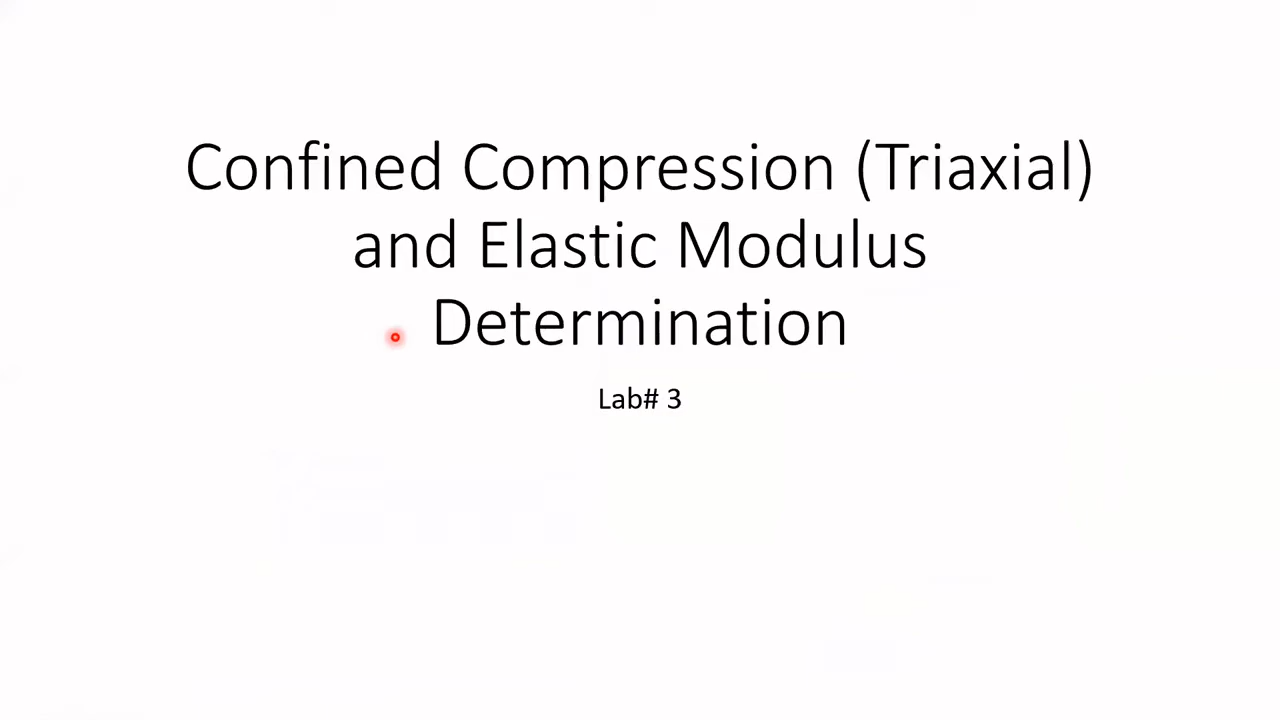 Confined Compression (Triaxial)
and Elastic Modulus
Determination
Lab# 3